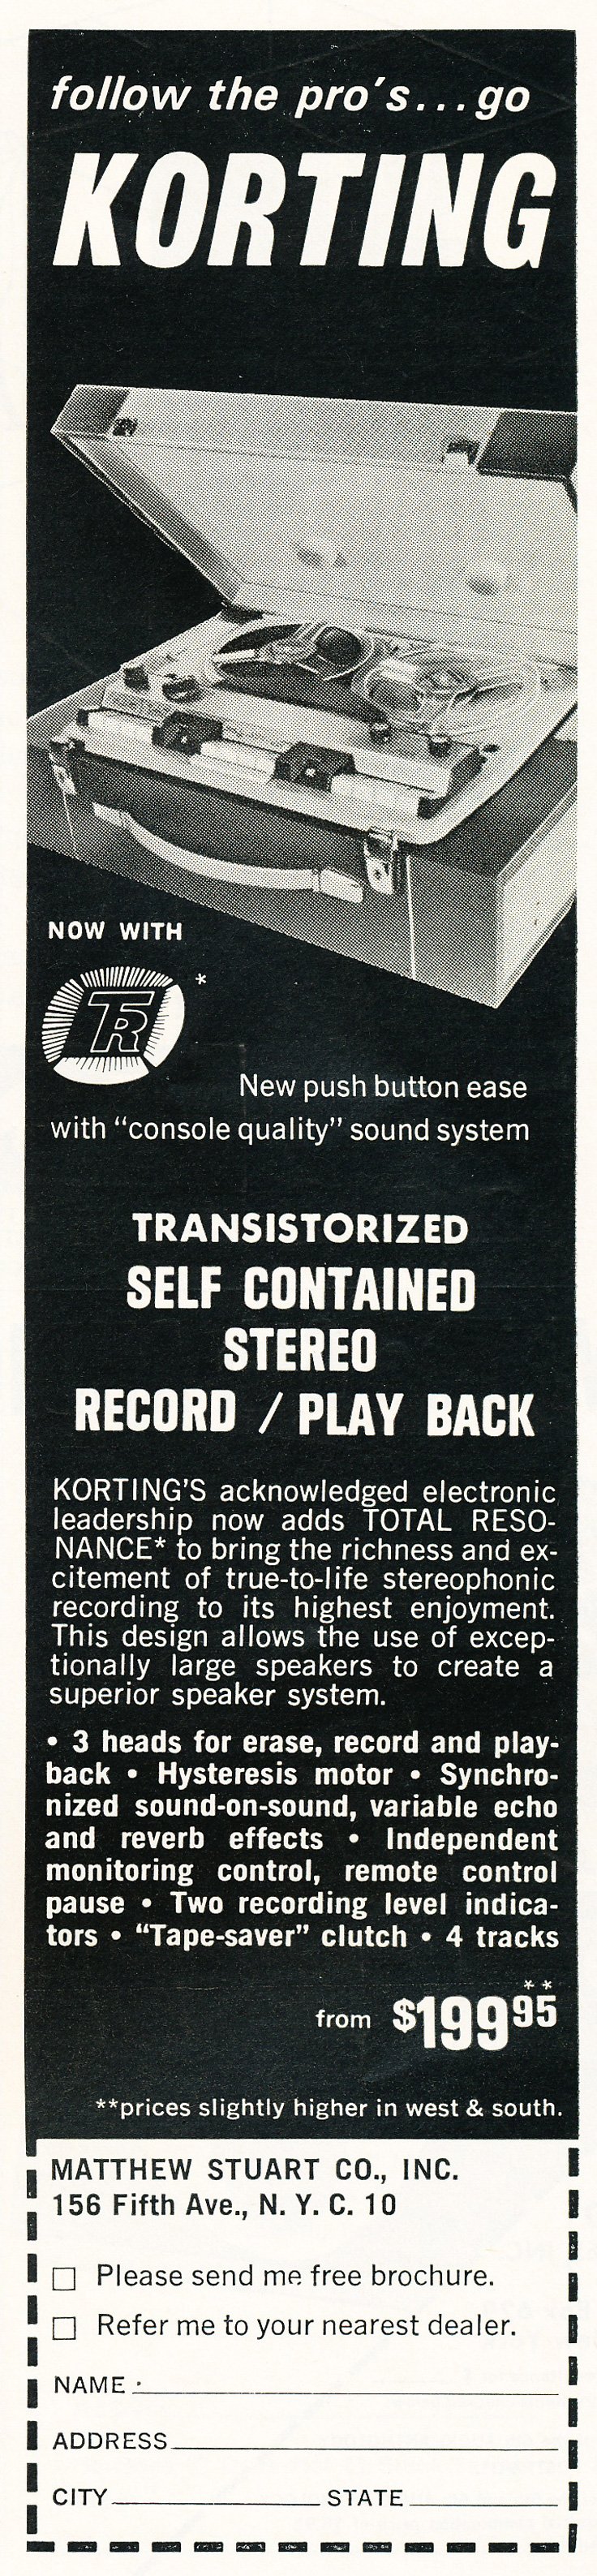 follow the pro's...go
KORTING
NOW WITH
TR*
New push button ease
with “console quality” sound system
TRANSISTORIZED
SELF CONTAINED
STEREO
RECORD / PLAY BACK
KORTING'S acknowledged electronic
leadership now adds TOTAL RESO-
NANCE* to bring the richness and ex-
citement of true-to-life stereophonic
recording to its highest enjoyment.
This design allows the use of excep-
tionally large speakers to create a
superior speaker system.
• 3 heads for erase, record and play-
back • Hysteresis motor • Synchro-
nized sound-on-sound, variable echo
and reverb effects • Independent
monitoring control, remote control
pause • Two recording level indica-
tors • “Tape-saver” clutch • 4 tracks
from $19995**
**prices slightly higher in west & south.
MATTHEW STUART CO., INC.
156 Fifth Ave., N. Y. C. 10
Please send me free brochure.
Refer me to your nearest dealer.
NAME
ADDRESS
CITY STATE